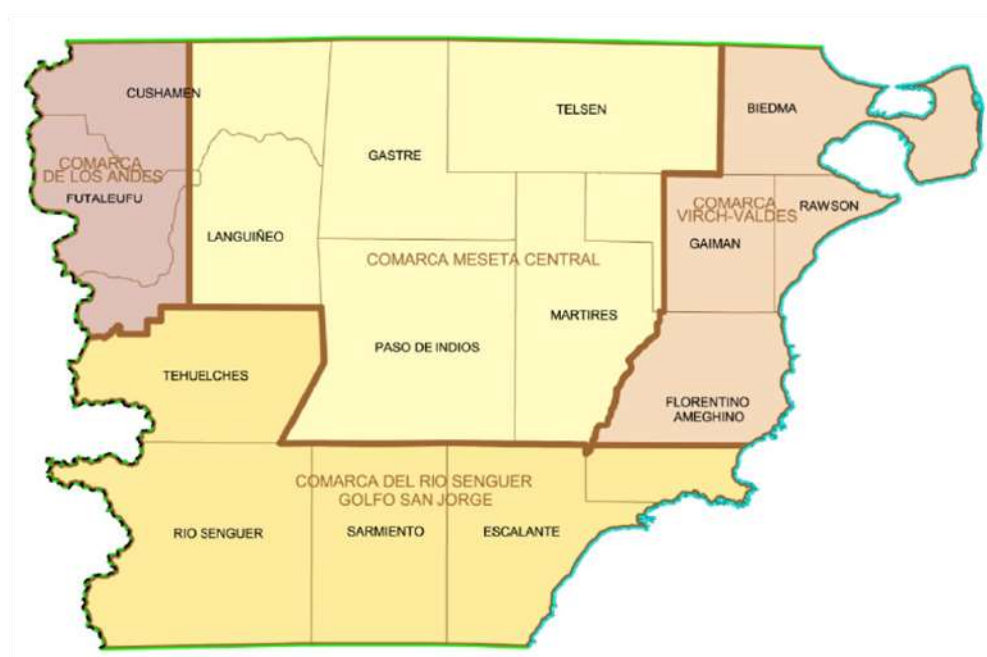 CUSHAMEN
TELSEN
BIEDMA
GASTRE
COMARCA
DE LOS ANDES
FUTALEUFU
COMARCA
VIRCH-VALDES
RAWSON
LANGUIÑEO
GAIMAN
COMARCA MESETA CENTRAL
MARTIRES
PASO DE INDIOS
TEHUELCHES
FLORENTINO
AMEGHINO
COMARCA DEL RIO SENGUER
GOLFO SAN JORGE
RIO SENGUER
SARMIENTO
ESCALANTE